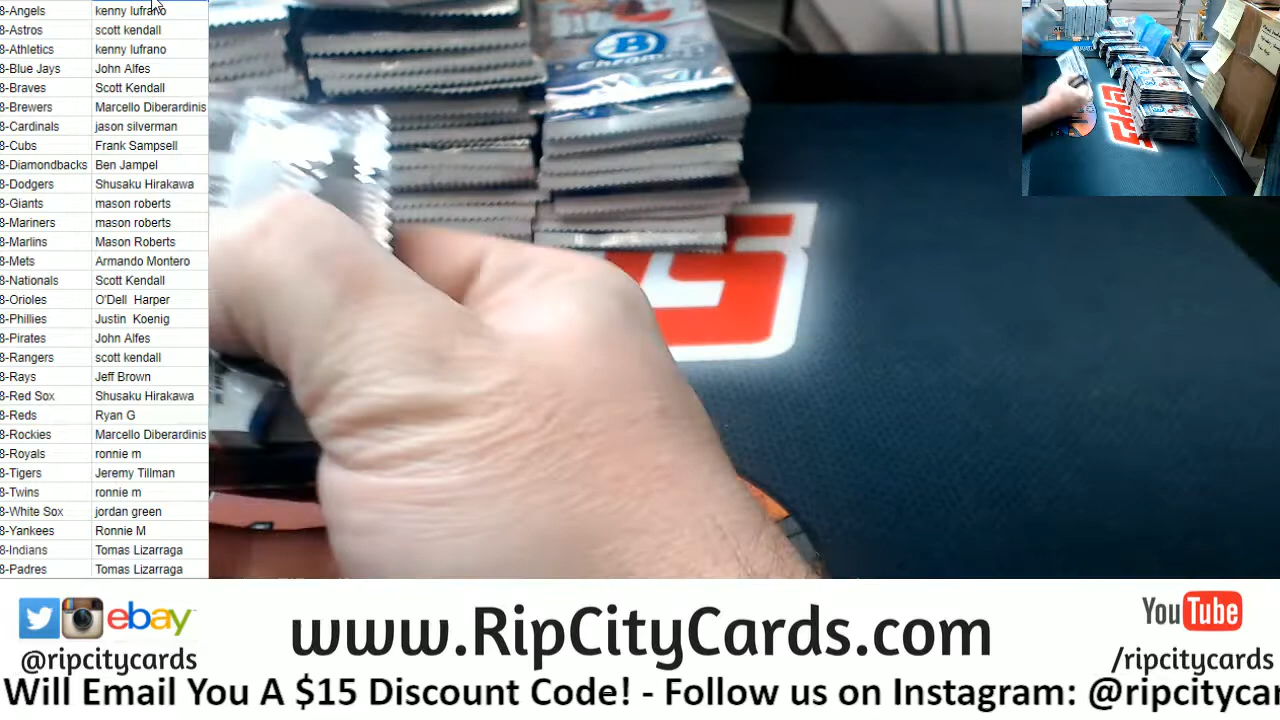 8-Angels kenny lufrano
8-Astros scott kendall
8-Athletics kenny lufrano
8-Blue Jays John Alfes
8-Braves Scott Kendall
8-Brewers Marcello Diberardinis
8-Cardinals jason silverman
8-Cubs Frank Sampsell
8-Diamondbacks Ben Jampel
8-Dodgers Shusaku Hirakawa
8-Giants mason roberts
8-Mariners mason roberts
8-Marlins Mason Roberts
8-Mets Armando Montero
8-Nationals Scott Kendall
8-Orioles O'Dell Harper
8-Phillies Justin Koenig
8-Pirates John Alfes
8-Rangers scott kendall
8-Rays Jeff Brown
8-Red Sox Shusaku Hirakawa
8-Reds Ryan G
8-Rockies Marcello Diberardinis
8-Royals ronnie m
8-Tigers Jeremy Tillman
8-Twins ronnie m
8-White Sox jordan green
8-Yankees Ronnie M
8-Indians Tomas Lizarraga
8-Padres Tomas Lizarraga
B
CHROME
ebay
@ripcitycards
www.RipCityCards.com
YouTube
/ripcitycards
Will Email You A $15 Discount Code! - Follow us on Instagram: @ripcitycar